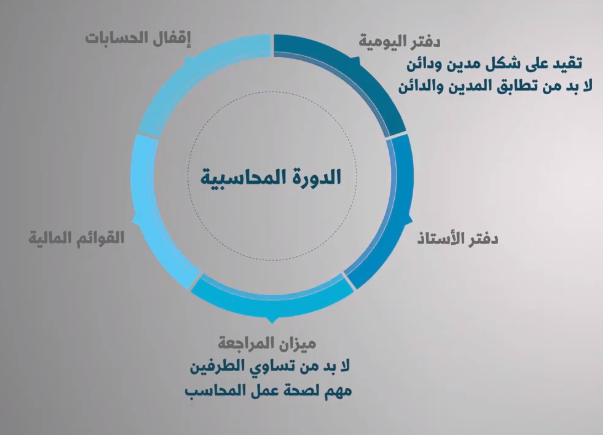 دفتر اليومية
تقيد على شكل مدين ودائن
لا بد من تطابق المدين والدائن
دفتر الأستاذ
ميزان المراجعة
لا بد من تساوي الطرفين
مهم لصحة عمل المحاسب
القوائم المالية
إقفال الحسابات
الدورة المحاسبية